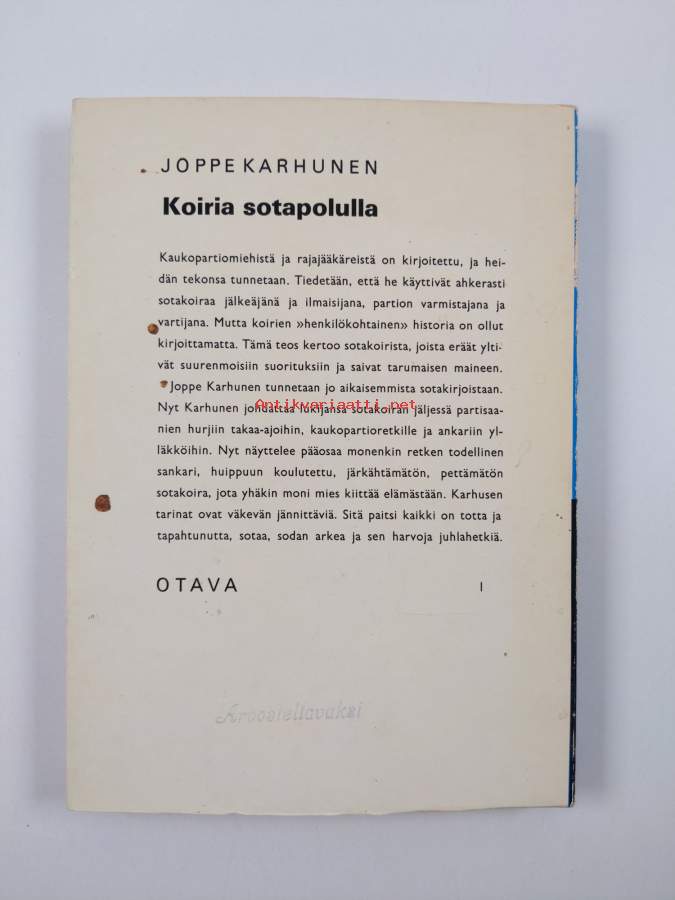 JOPPE KARHUNEN
Koiria sotapolulla
Kaukopartiomiehistä ja rajajääkäreistä on kirjoitettu, ja hei-
dän tekonsa tunnetaan. Tiedetään, että he käyttivät ahkerasti
sotakoiraa jälkeäjänä ja ilmaisijana, partion varmistajana ja
vartijana. Mutta koirien »henkilökohtainen» historia on ollut
kirjoittamatta. Tämä teos kertoo sotakoirista, joista eräät ylti-
vät suurenmoisiin suorituksiin ja saivat tarumaisen maineen.
Joppe Karhunen tunnetaan jo aikaisemmista sotakirjoistaan.
Antikvariaatti.net
Nyt Karhunen johdattaa lukijansa sotakoiran jäljessä partisaa-
nien hurjiin takaa-ajoihin, kaukopartioretkille ja ankariin yl-
läkköihin. Nyt näyttelee pääosaa monenkin retken todellinen
sankari, huippuun koulutettu, järkähtämätön, pettämätön
sotakoira, jota yhäkin moni mies kiittää elämästään. Karhusen
tarinat ovat väkevän jännittäviä. Sitä paitsi kaikki on totta ja
tapahtunutta, sotaa, sodan arkea ja sen harvoja juhlahetkiä.
OTAVA
I
Arvosteltavaksi